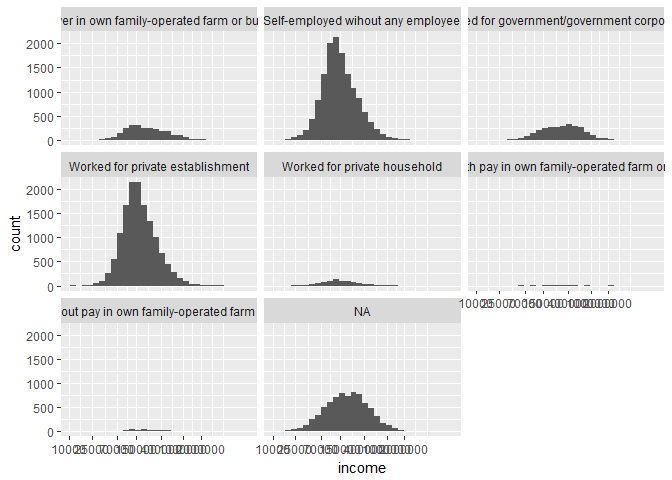 er in own family-operated farm or bu
Self-employed wihout any employee
ed for government/government corpo
2000
1500
1000
500
0
Worked for private establishment
Worked for private household
th pay in own family-operated farm or
2000
1500
1000
500
0
count
out pay in own family-operated farm
NA
2000
1500
1000
500
0
income